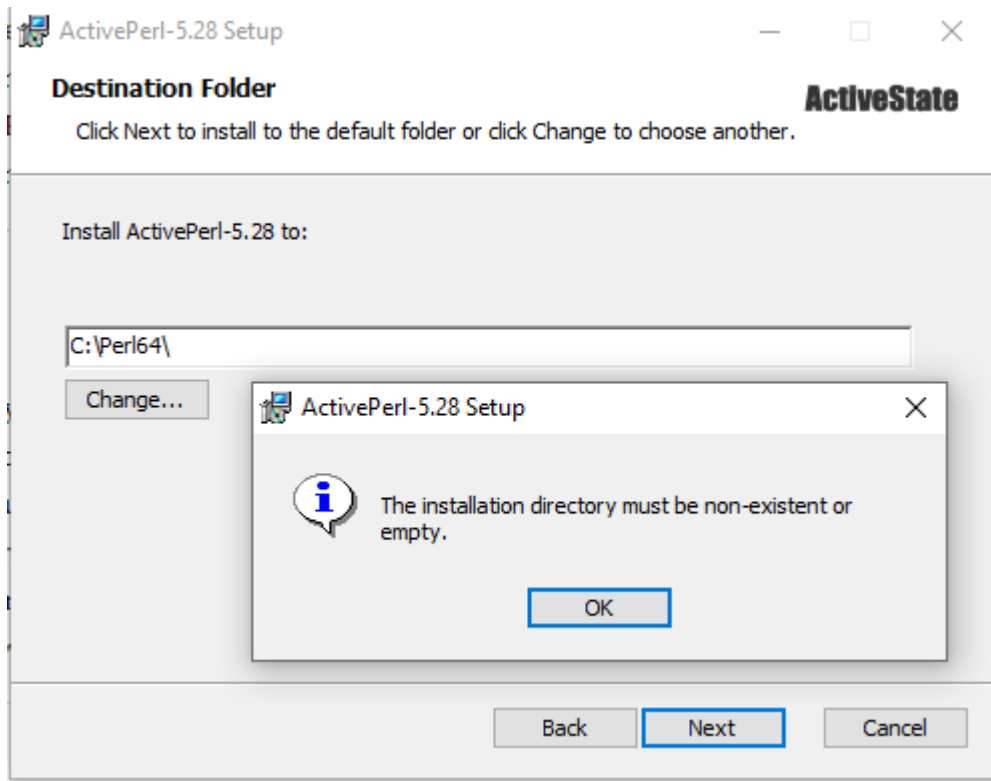 ActivePerl-5.28 Setup
Destination Folder
ActiveState
Click Next to install to the default folder or click Change to choose another.
Install ActivePerl-5.28 to:
C:\Perl64\
Change...
ActivePerl-5.28 Setup
The installation directory must be non-existent or
empty.
OK
Back
Next
Cancel